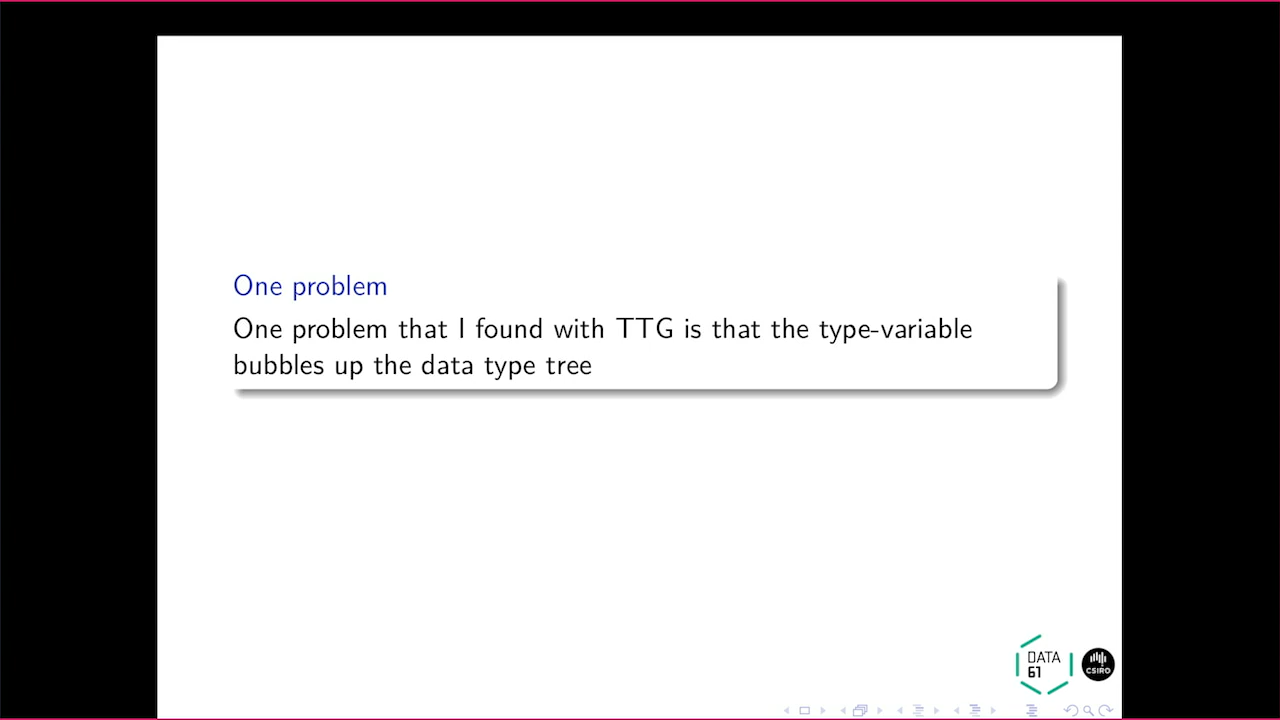 One problem
One problem that I found with TTG is that the type-variable
bubbles up the data type tree
DATA
61
CSIRO